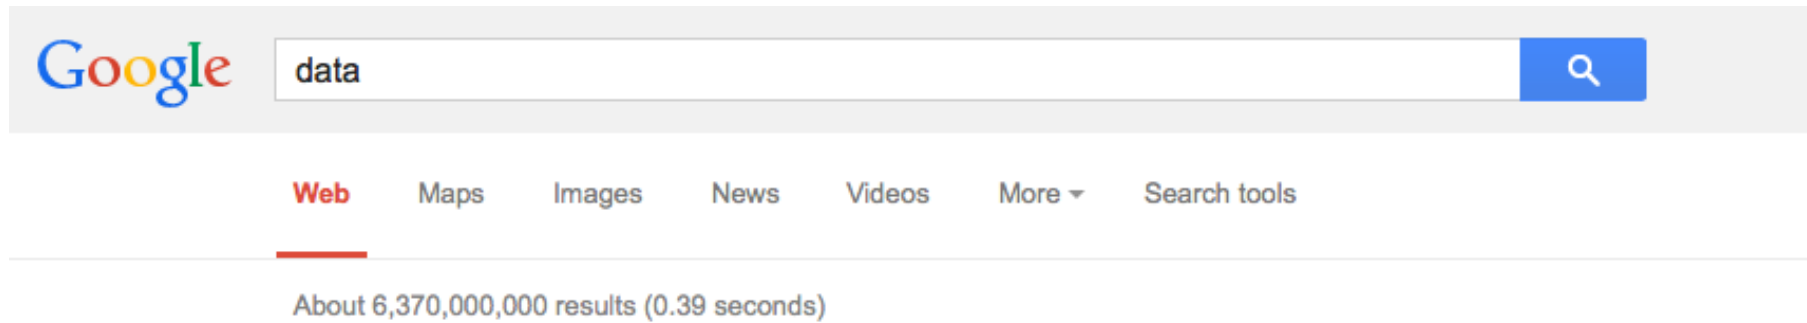 Google data
Web Maps Images News Videos More Search tools
About 6,370,000,000 results (0.39 seconds)